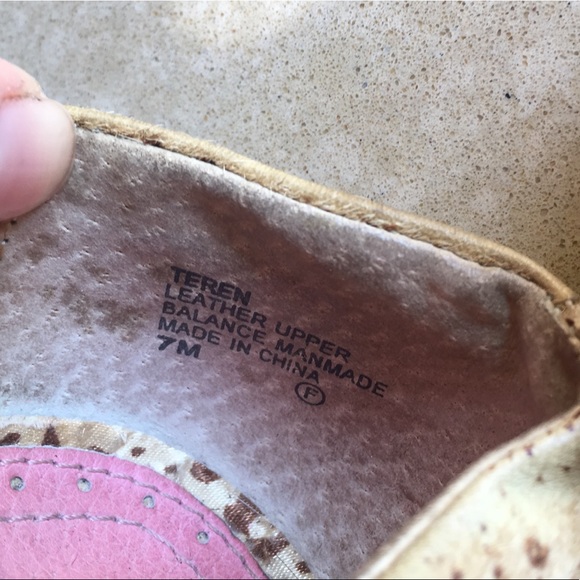 TEREN
LEATHER UPPER
BALANCE MANMADE
MADE IN CHINA
7M
F